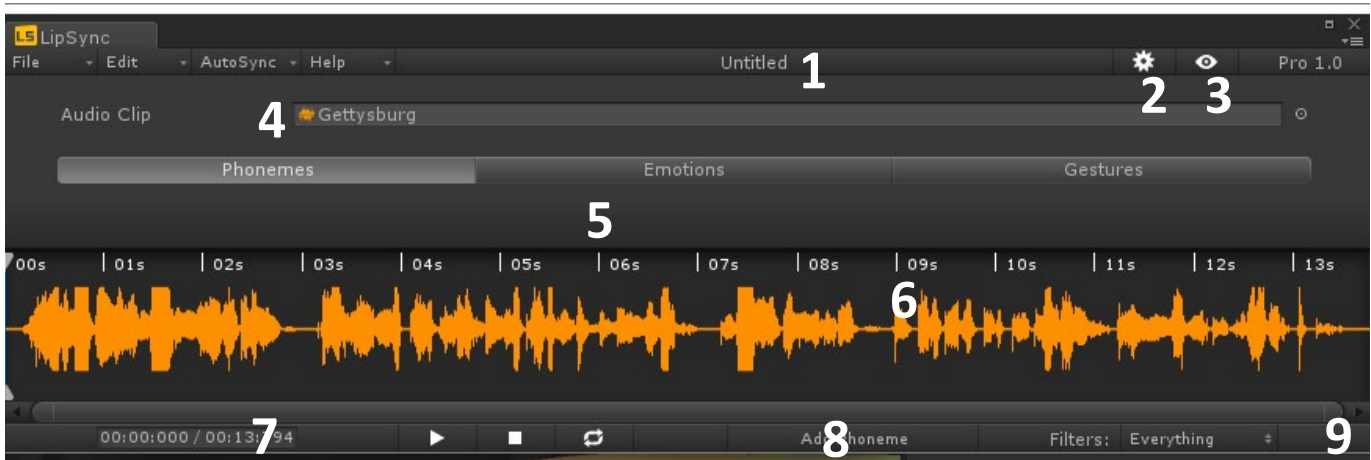 LS LipSync
File Edit AutoSync Help Untitled 1 Pro 1.0
2 3
Audio Clip 4 Gettysburg
Phonemes Emotions Gestures
5
00s 01s 02s 03s 04s 05s 06s 07s 08s 09s 10s 11s 12s 13s
6
00:00:000 / 7 8 Filters: Everything 9